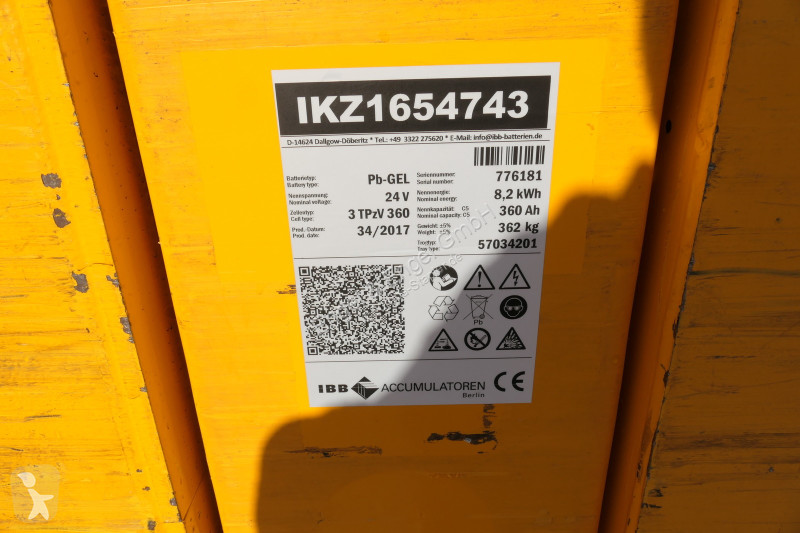 IKZ1654743
D-14624 Dallgow-Döberitz * Tel.: +49 3322 275620 * E-Mail: info@ibb-batterien.de
Batterietyp: Battery type: Pb-GEL
Nennspannung: Nominal voltage: 24 V
Zellentyp: Cell type: 3 TPzV 360
Prod.-Datum: Prod. date: 34/2017
Seriennummer: Serial number: 776181
Nennenergie: Nominal energy: 8,2 kWh
Nennkapazität: C5 Nominal capacity: C5 360 Ah
Gewicht: ±5% Weight: ±5% 362 kg
Trogtyp: Tray type: 57034201
Pb
IBB ACCUMULATOREN
Berlin
CE